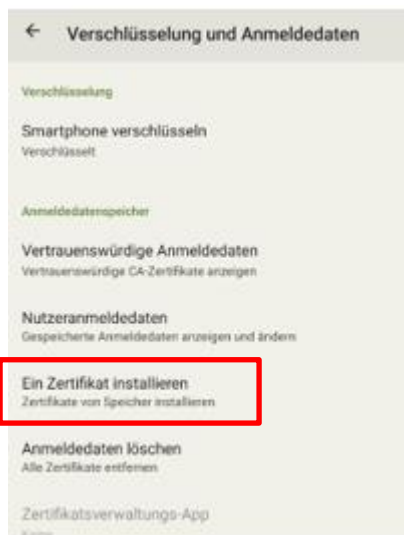 Verschlüsselung und Anmeldedaten
Verschlüsselung
Smartphone verschlüsseln
Verschlüsselt
Anmeldedatenspeicher
Vertrauenswürdige Anmeldedaten
Vertrauenswürdige CA-Zertifikate anzeigen
Nutzeranmeldedaten
Gespeicherte Anmeldedaten anzeigen und ändern
Ein Zertifikat installieren
Zertifikate von Speicher installieren
Anmeldedaten löschen
Alle Zertifikate entfernen
Zertifikatsverwaltungs-App